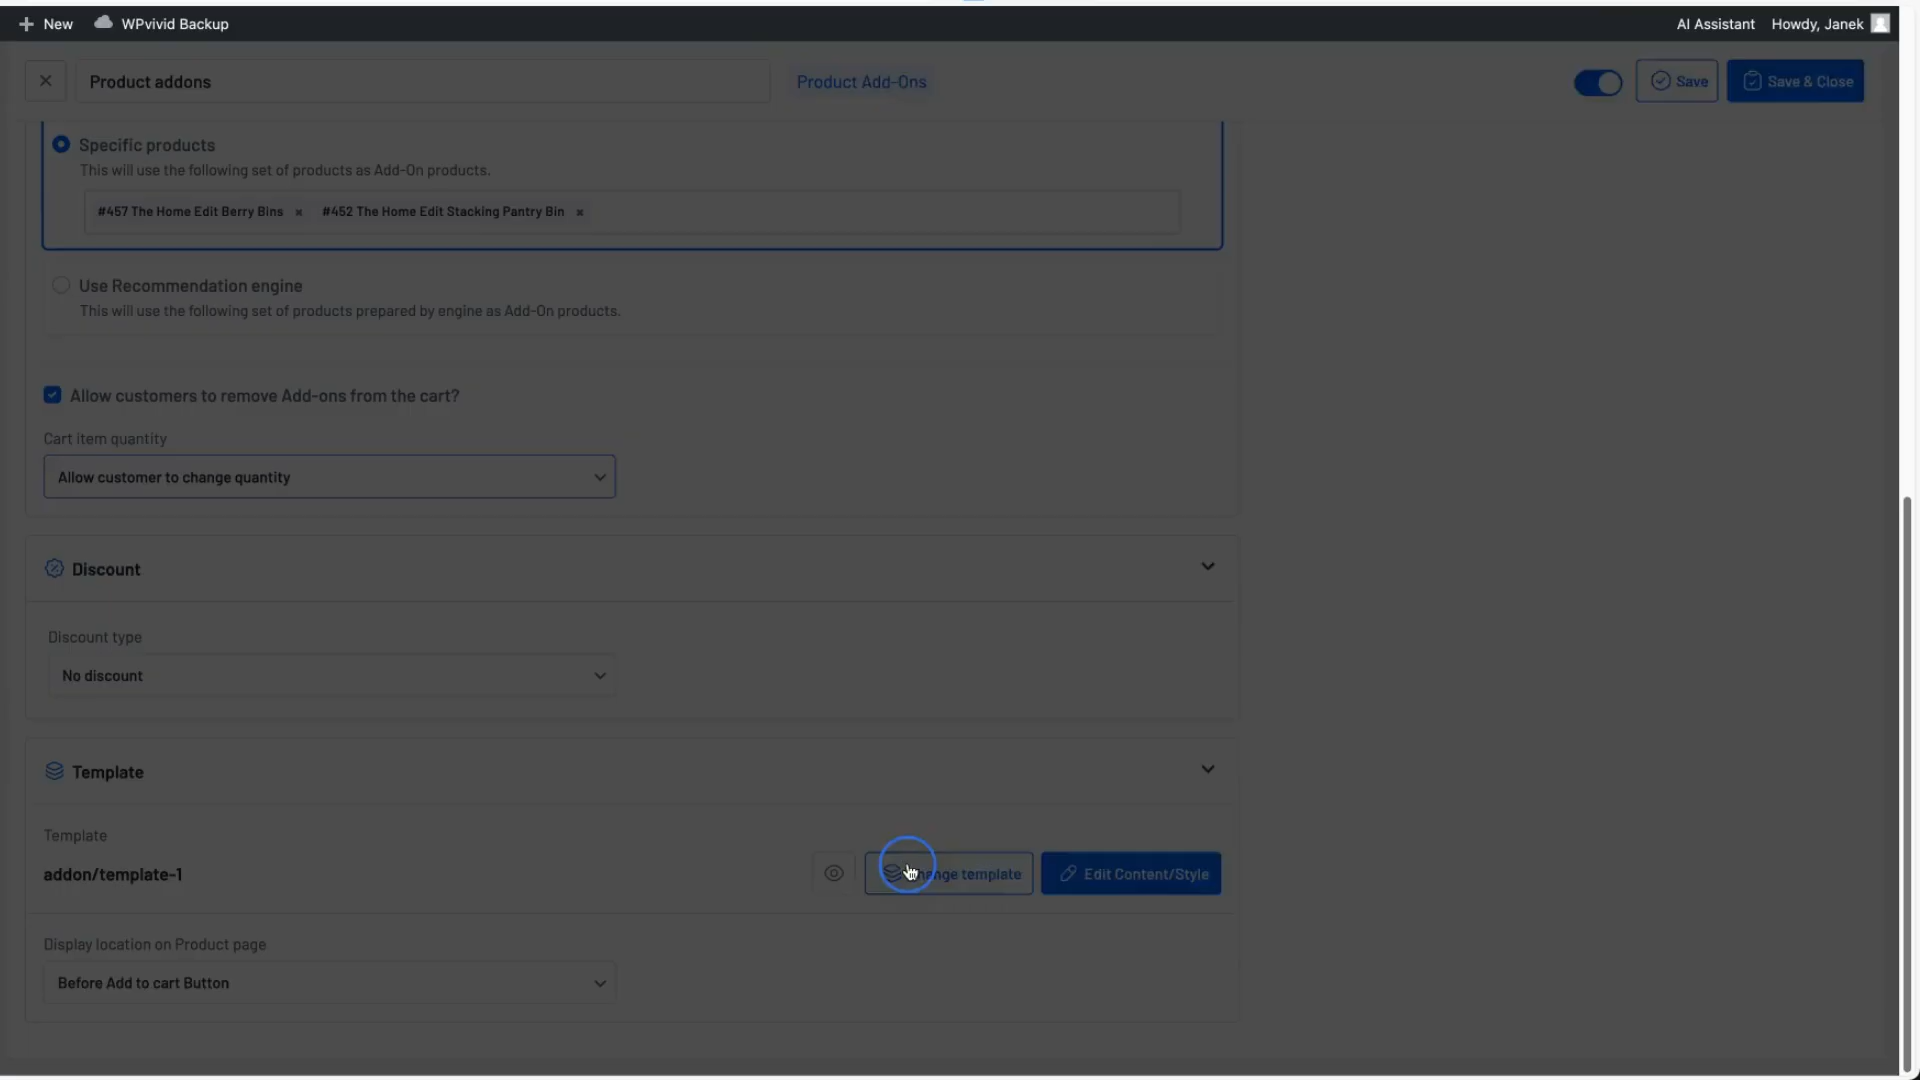 New
WPvivid Backup
AI Assistant
Howdy, Janek
Product addons
Product Add-Ons
Save
Save & Close
Specific products
This will use the following set of products as Add-On products.
#457 The Home Edit Berry Bins ×
#452 The Home Edit Stacking Pantry Bin ×
Use Recommendation engine
This will use the following set of products prepared by engine as Add-On products.
Allow customers to remove Add-ons from the cart?
Cart item quantity
Allow customer to change quantity
Discount
Discount type
No discount
Template
Template
addon/template-1
template
Edit Content/Style
Display location on Product page
Before Add to cart Button